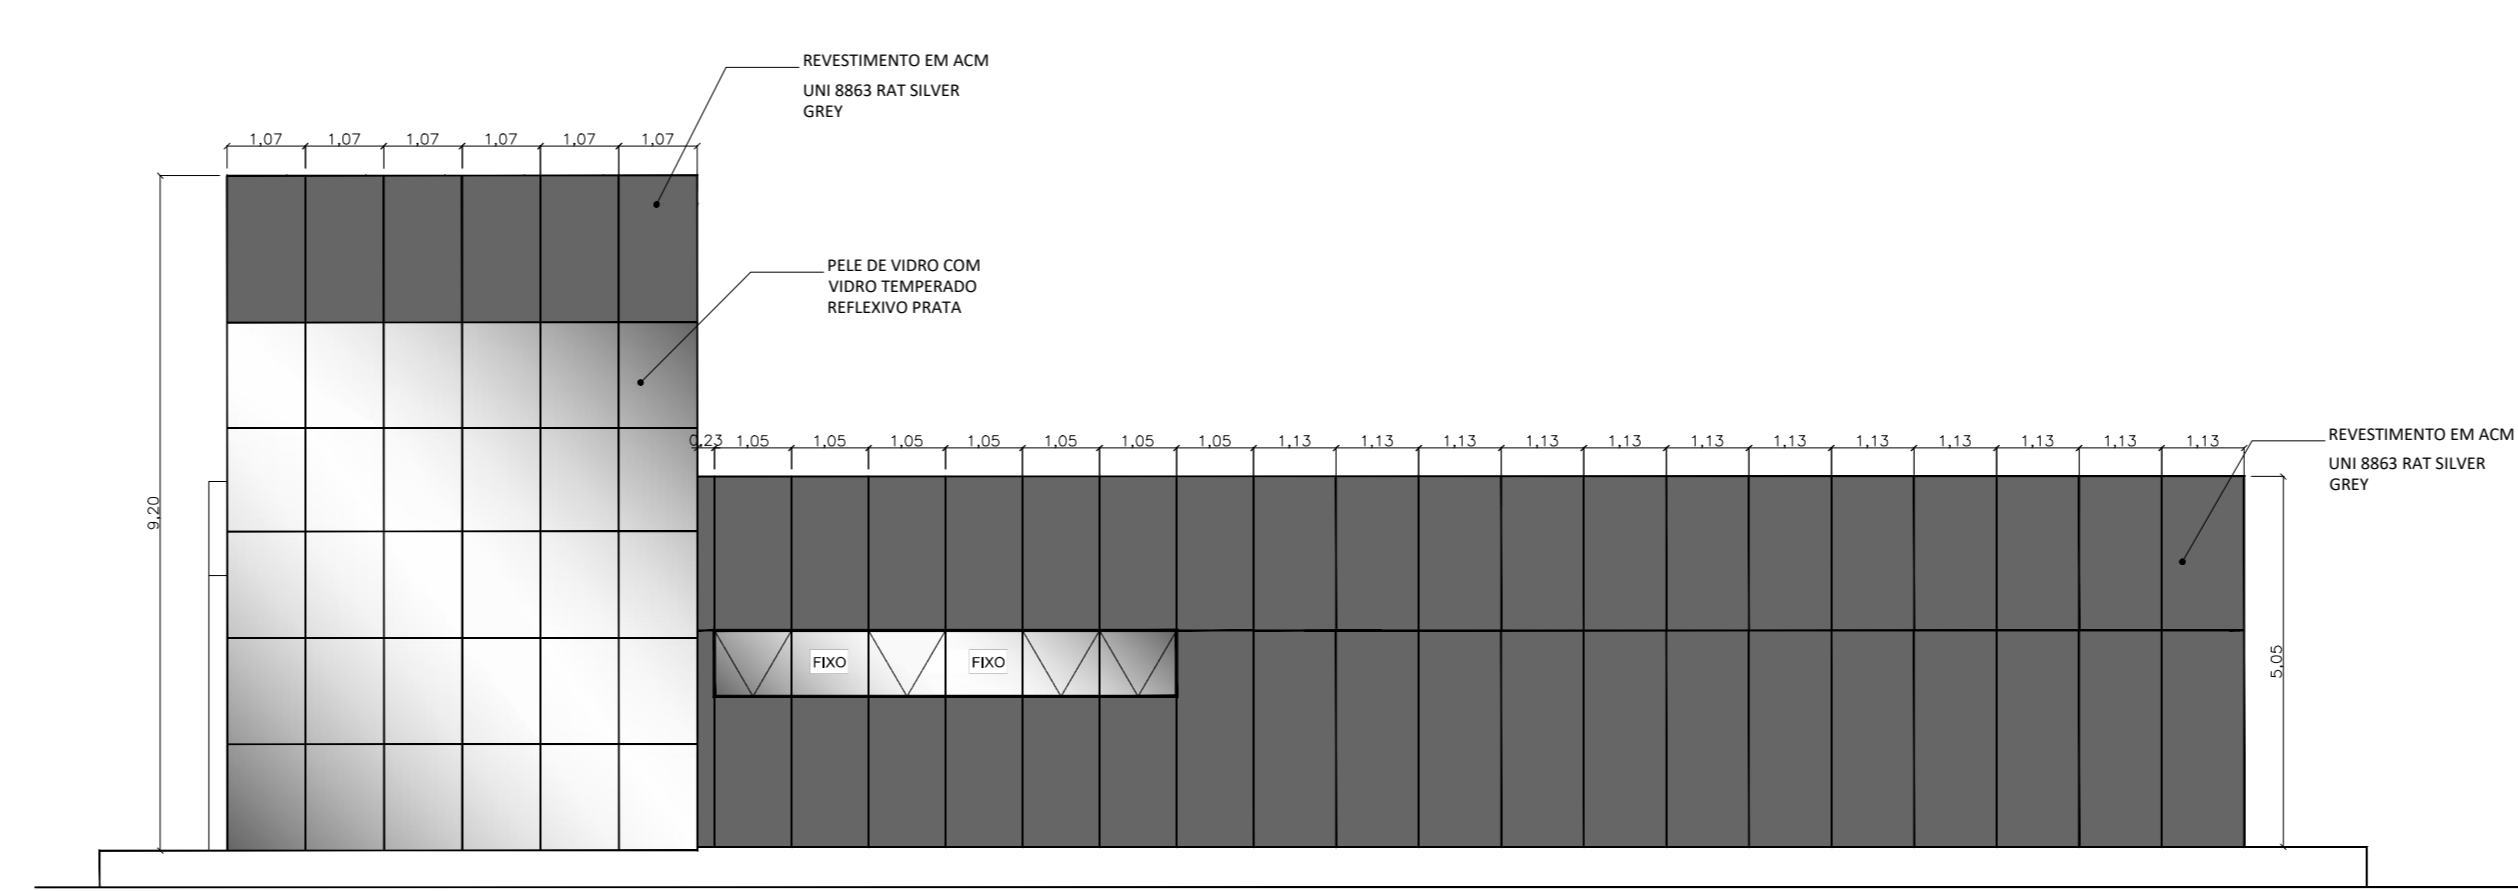 REVESTIMENTO EM ACM
UNI 8863 RAT SILVER
GREY
1,07 1,07 1,07 1,07 1,07 1,07
PELE DE VIDRO COM
VIDRO TEMPERADO
REFLEXIVO PRATA
9,20
0,23 1,05 1,05 1,05 1,05 1,05 1,05 1,05 1,13 1,13 1,13 1,13 1,13 1,13 1,13 1,13 1,13 1,13 1,13 1,13
REVESTIMENTO EM ACM
UNI 8863 RAT SILVER
GREY
FIXO FIXO
5,05